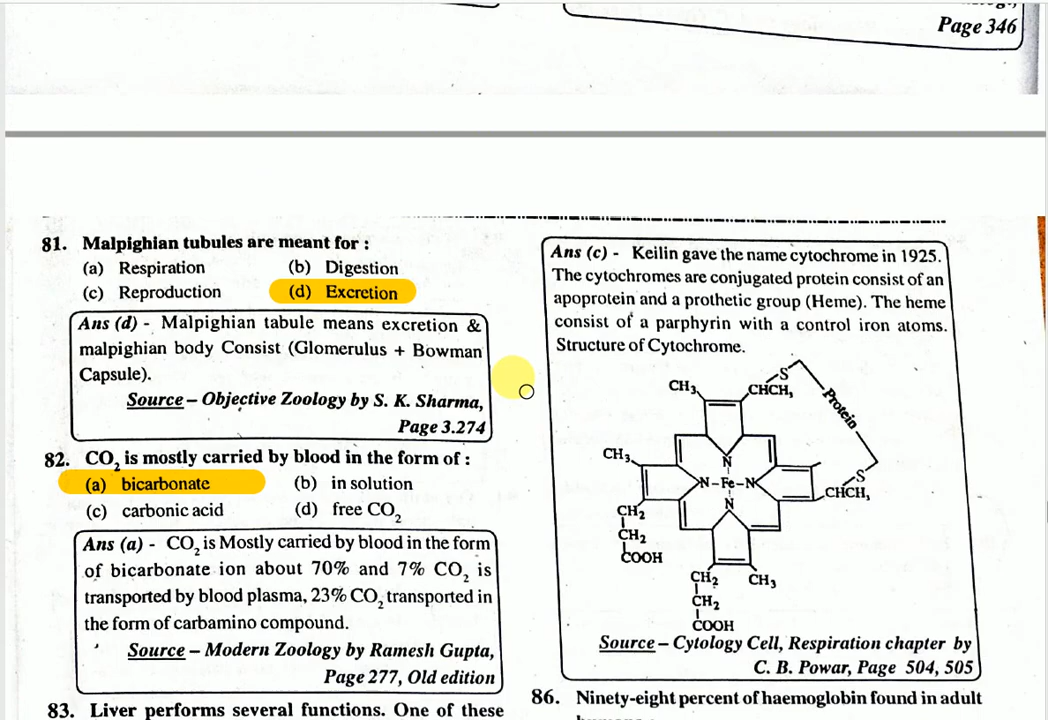 Page 346
81. Malpighian tubules are meant for :
(a) Respiration (b) Digestion
(c) Reproduction (d) Excretion
Ans (d) - Malpighian tabule means excretion &
malpighian body Consist (Glomerulus + Bowman
Capsule).
Source – Objective Zoology by S. K. Sharma,
Page 3.274
82. CO2 is mostly carried by blood in the form of :
(a) bicarbonate (b) in solution
(c) carbonic acid (d) free CO2
Ans (a) - CO2 is Mostly carried by blood in the form
of bicarbonate ion about 70% and 7% CO2 is
transported by blood plasma, 23% CO2 transported in
the form of carbamino compound.
Source – Modern Zoology by Ramesh Gupta,
Page 277, Old edition
83. Liver performs several functions. One of these
Ans (c) - Keilin gave the name cytochrome in 1925.
The cytochromes are conjugated protein consist of an
apoprotein and a prothetic group (Heme). The heme
consist of a parphyrin with a control iron atoms.
Structure of Cytochrome.
S
CH3 CHCH,
Protein
CH3 N
N-Fe-N S
CHCH,
N
CH2
CH2
COOH
CH2 CH3
CH2
COOH
Source – Cytology Cell, Respiration chapter by
C. B. Powar, Page 504, 505
86. Ninety-eight percent of haemoglobin found in adult